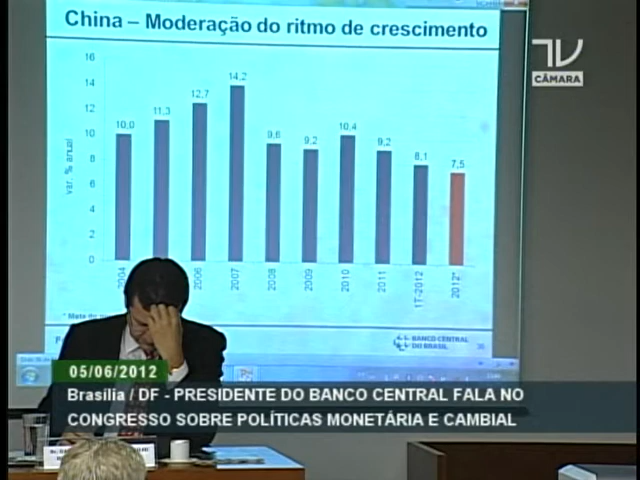 China – Moderação do ritmo de crescimento
TV
CÂMARA
var. % anual
16
14
12
10
8
6
4
2
0
10,0
11,3
12,7
14,2
9,6
9,2
10,4
9,2
8,1
7,5
2004
2006
2007
2008
2009
2010
2011
1T-2012
2012*
* Meta do
BANCO CENTRAL
DO BRASIL
05/06/2012
Brasília / DF - PRESIDENTE DO BANCO CENTRAL FALA NO
CONGRESSO SOBRE POLÍTICAS MONETÁRIA E CAMBIAL